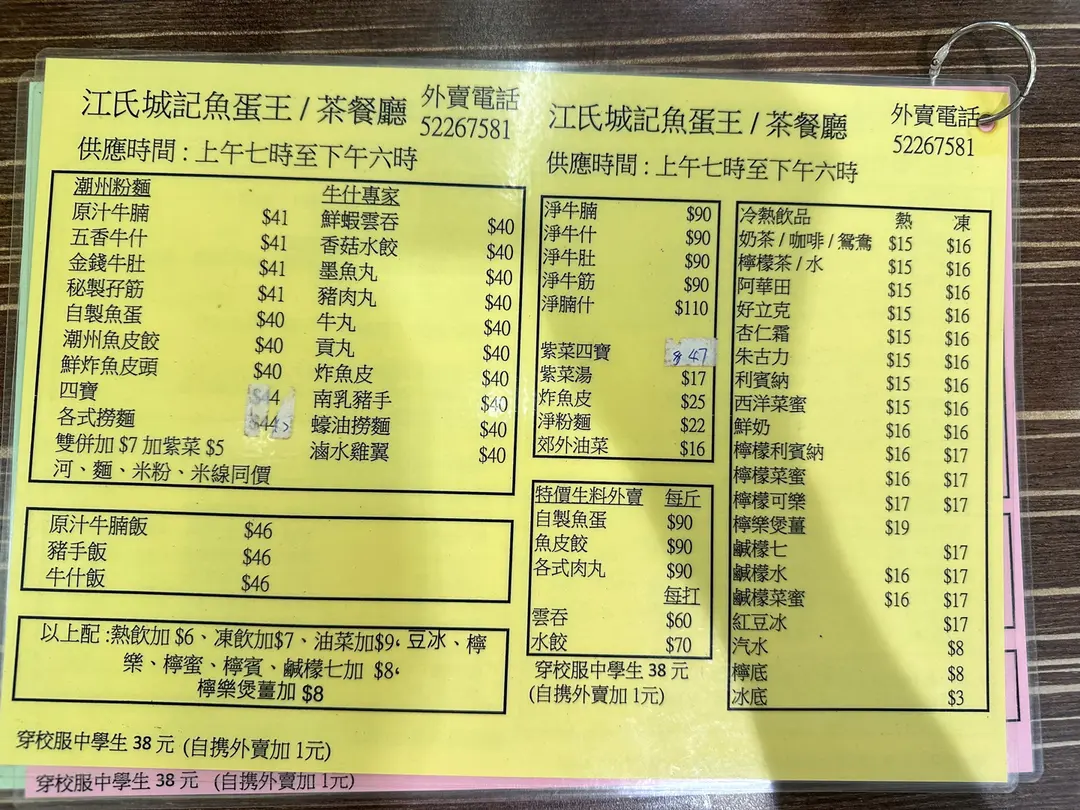 江氏城記魚蛋王 / 茶餐廳 外賣電話
52267581
供應時間 : 上午七時至下午六時
潮州粉麵
原汁牛腩 $41
五香牛什 $41
金錢牛肚 $41
秘製孖筋 $41
自製魚蛋 $40
潮州魚皮餃 $40
鮮炸魚皮頭 $40
四寶 $44
各式撈麵 $44
雙併加 $7 加紫菜 $5
河、麵、米粉、米線同價
牛什專家
鮮蝦雲吞 $40
香菇水餃 $40
墨魚丸 $40
豬肉丸 $40
牛丸 $40
貢丸 $40
炸魚皮 $40
南乳豬手 $40
蠔油撈麵 $40
滷水雞翼 $40
原汁牛腩飯 $46
豬手飯 $46
牛什飯 $46
以上配 :熱飲加 $6、凍飲加$7、油菜加$9，豆冰、檸
樂、檸蜜、檸賓、鹹檸七加 $8，
檸樂煲薑加 $8
穿校服中學生 38 元 (自携外賣加 1元)
江氏城記魚蛋王 / 茶餐廳 外賣電話
52267581
供應時間 : 上午七時至下午六時
淨牛腩 $90
淨牛什 $90
淨牛肚 $90
淨牛筋 $90
淨腩什 $110
紫菜四寶 $47
紫菜湯 $17
炸魚皮 $25
淨粉麵 $22
郊外油菜 $16
特價生料外賣 每斤
自製魚蛋 $90
魚皮餃 $90
各式肉丸 $90
每打
雲吞 $60
水餃 $70
穿校服中學生 38 元
(自携外賣加 1元)
冷熱飲品 熱 凍
奶茶 / 咖啡 / 鴛鴦 $15 $16
檸檬茶 / 水 $15 $16
阿華田 $15 $16
好立克 $15 $16
杏仁霜 $15 $16
朱古力 $15 $16
利賓納 $15 $16
西洋菜蜜 $15 $16
鮮奶 $16 $16
檸檬利賓納 $16 $17
檸檬菜蜜 $16 $17
檸檬可樂 $17 $17
檸樂煲薑 $19
鹹檸七 $17
鹹檬水 $16 $17
鹹檬菜蜜 $16 $17
紅豆冰 $17
汽水 $8
檸底 $8
冰底 $3
穿校服中學生 38 元 (自携外賣加 1元)